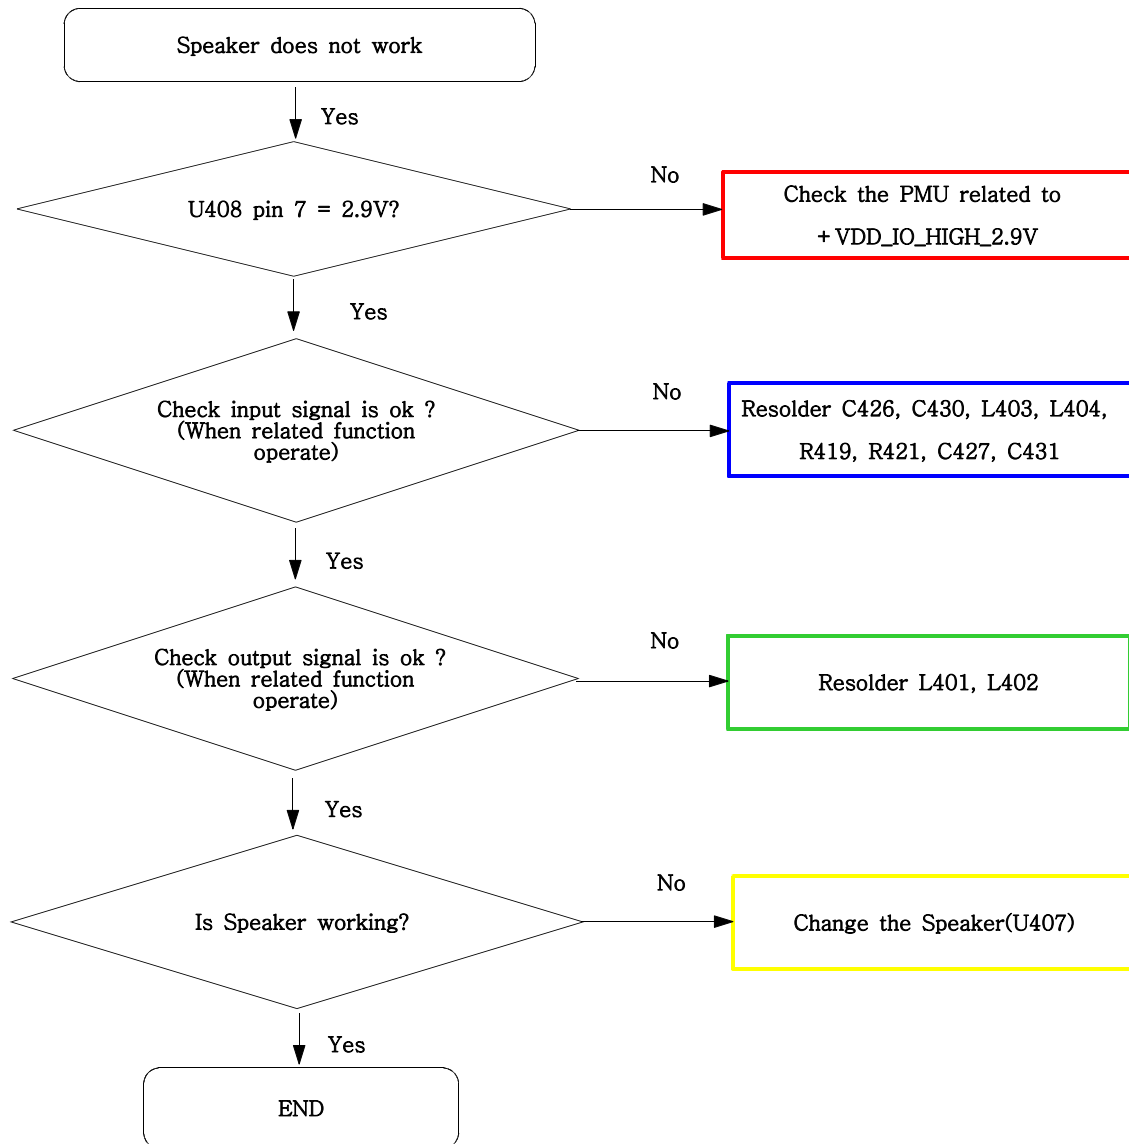 Speaker does not work
Yes
U408 pin 7 = 2.9V?
No
Check the PMU related to
+VDD_IO_HIGH_2.9V
Yes
Check input signal is ok ?
(When related function
operate)
No
Resolder C426, C430, L403, L404,
R419, R421, C427, C431
Yes
Check output signal is ok ?
(When related function
operate)
No
Resolder L401, L402
Yes
Is Speaker working?
No
Change the Speaker(U407)
Yes
END